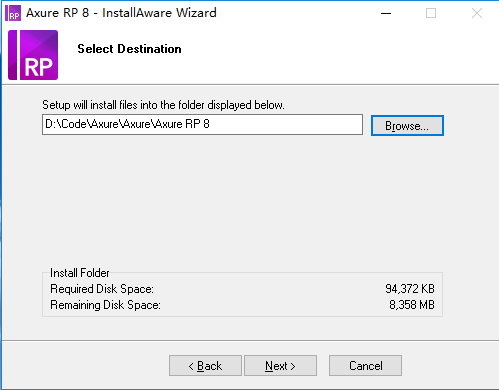 Axure RP 8 - InstallAware Wizard
RP
Select Destination
Setup will install files into the folder displayed below.
D:\Code\Axure\Axure\Axure RP 8
Browse...
Install Folder
Required Disk Space: 94,372 KB
Remaining Disk Space: 8,358 MB
< Back Next > Cancel